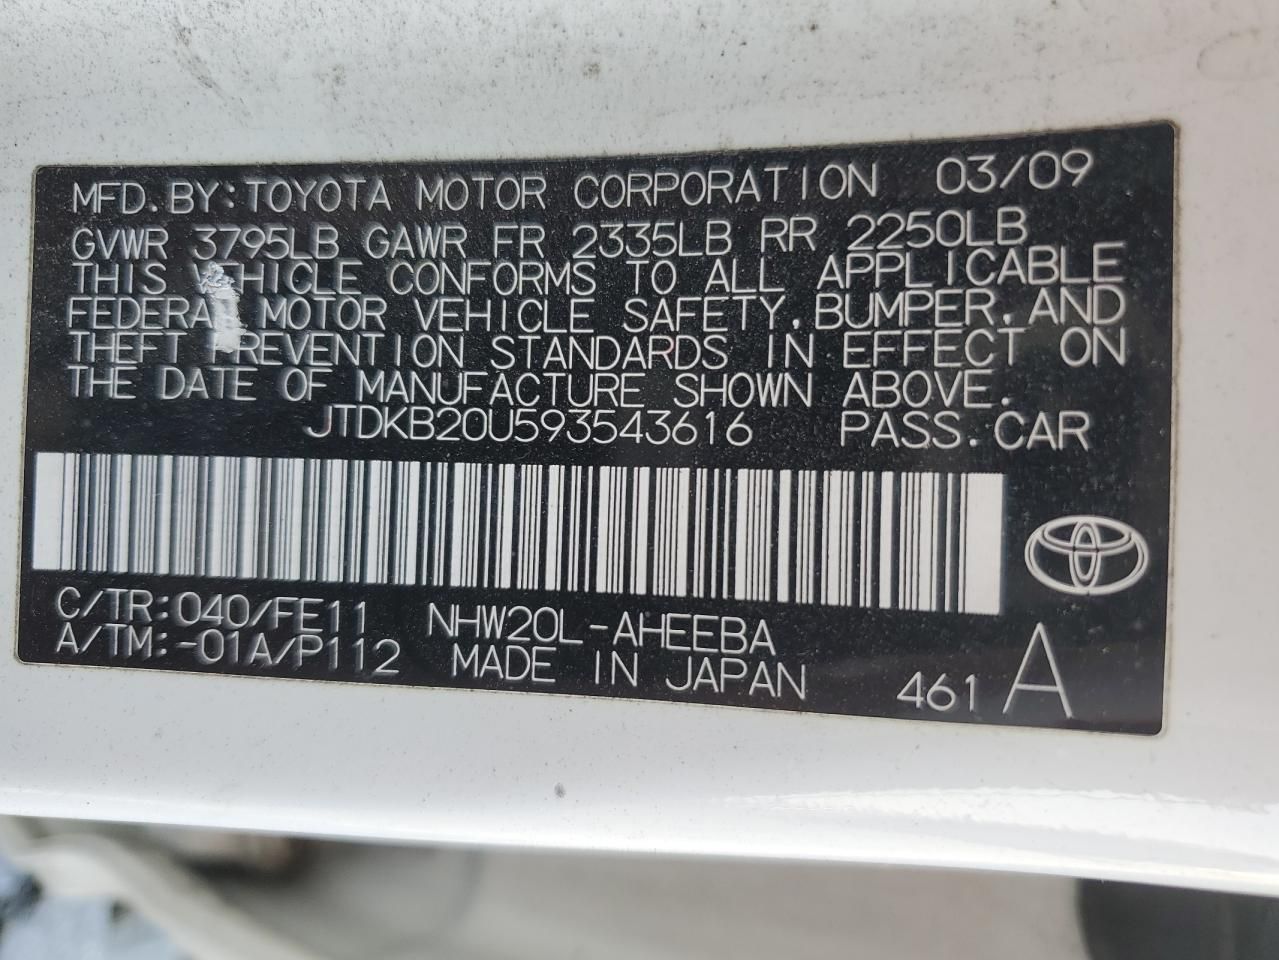 MFD.BY:TOYOTA MOTOR CORPORATION 03/09
GVWR 3795LB GAWR FR 2335LB RR 2250LB
THIS VEHICLE CONFORMS TO ALL APPLICABLE
FEDERAL MOTOR VEHICLE SAFETY,BUMPER,AND
THEFT PREVENTION STANDARDS IN EFFECT ON
THE DATE OF MANUFACTURE SHOWN ABOVE.
JTDKB20U593543616 PASS.CAR
C/TR:040/FE11 NHW20L-AHEEBA
A/TM:-01A/P112 MADE IN JAPAN 461 A